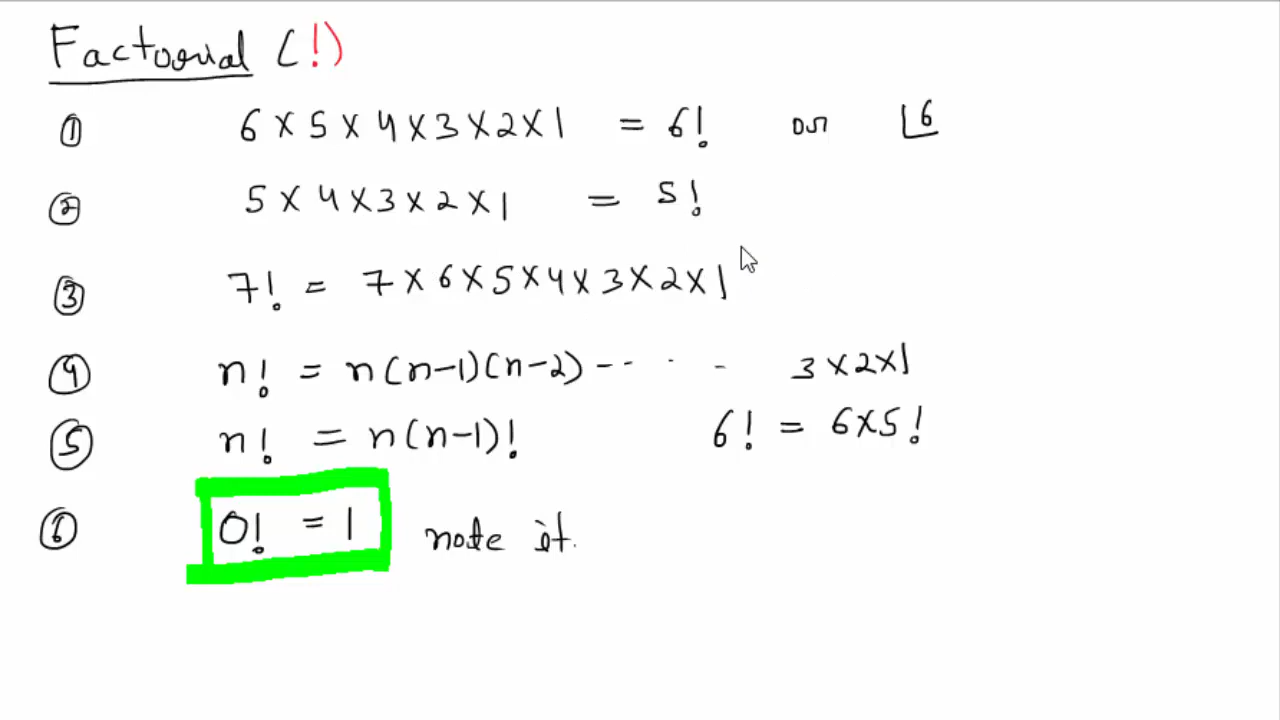 Factorial (!)
① 6 × 5 × 4 × 3 × 2 × 1 = 6! or ⌊6
② 5 × 4 × 3 × 2 × 1 = 5!
③ 7! = 7 × 6 × 5 × 4 × 3 × 2 × 1
④ n! = n(n-1)(n-2) -- - · · - 3 × 2 × 1
⑤ n! = n(n-1)! 6! = 6×5!
⑥ 0! = 1 note it.